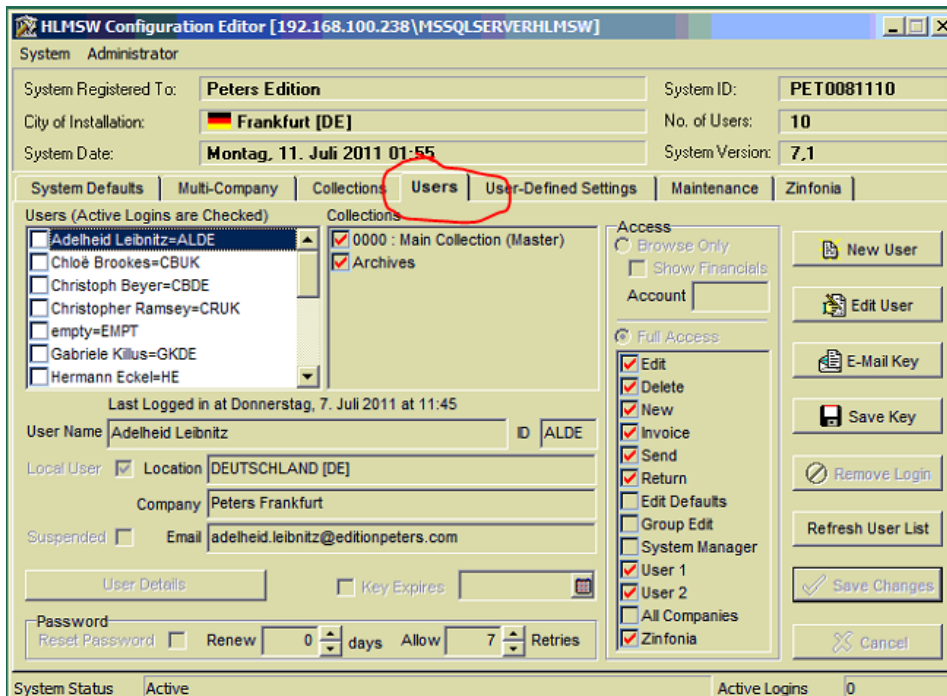 HLMSW Configuration Editor [192.168.100.238\MSSQLSERVERHLMSW]
System Administrator
System Registered To: Peters Edition System ID: PET0081110
City of Installation: Frankfurt [DE] No. of Users: 10
System Date: Montag, 11. Juli 2011 01:55 System Version: 7,1
System Defaults Multi-Company Collections Users User-Defined Settings Maintenance Zinfonia
Users (Active Logins are Checked)
Adelheid Leibnitz=ALDE
Chloë Brookes=CBUK
Christoph Beyer=CBDE
Christopher Ramsey=CRUK
empty=EMPT
Gabriele Killus=GKDE
Hermann Eckel=HE
Collections
0000 : Main Collection (Master)
Archives
Last Logged in at Donnerstag, 7. Juli 2011 at 11:45
User Name Adelheid Leibnitz ID ALDE
Local User Location DEUTSCHLAND [DE]
Company Peters Frankfurt
Suspended Email adelheid.leibnitz@editionpeters.com
User Details Key Expires
Password
Reset Password Renew 0 days Allow 7 Retries
Access
Browse Only
Show Financials
Account
Full Access
Edit
Delete
New
Invoice
Send
Return
Edit Defaults
Group Edit
System Manager
User 1
User 2
All Companies
Zinfonia
New User
Edit User
E-Mail Key
Save Key
Remove Login
Refresh User List
Save Changes
Cancel
System Status Active Active Logins 0